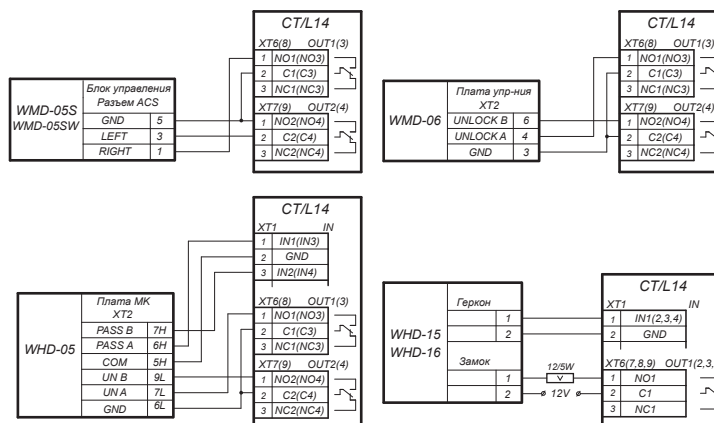 CT/L14
XT6(8) OUT1(3)
1 NO1(NO3)
2 C1(C3)
3 NC1(NC3)
XT7(9) OUT2(4)
1 NO2(NO4)
2 C2(C4)
3 NC2(NC4)
WMD-05S
WMD-05SW
Блок управления
Разъем ACS
GND 5
LEFT 3
RIGHT 1
CT/L14
XT6(8) OUT1(3)
1 NO1(NO3)
2 C1(C3)
3 NC1(NC3)
XT7(9) OUT2(4)
1 NO2(NO4)
2 C2(C4)
3 NC2(NC4)
WMD-06
Плата упр-ния
XT2
UNLOCK B 6
UNLOCK A 4
GND 3
CT/L14
XT1 IN
1 IN1(IN3)
2 GND
3 IN2(IN4)
XT6(8) OUT1(3)
1 NO1(NO3)
2 C1(C3)
3 NC1(NC3)
XT7(9) OUT2(4)
1 NO2(NO4)
2 C2(C4)
3 NC2(NC4)
WHD-05
Плата МК
XT2
PASS B 7H
PASS A 6H
COM 5H
UN B 9L
UN A 7L
GND 6L
WHD-15
WHD-16
Геркон
1
2
Замок
1
2
12/5W
V
12V
CT/L14
XT1 IN
1 IN1(2,3,4)
2 GND
XT6(7,8,9) OUT1(2,3,
1 NO1
2 C1
3 NC1